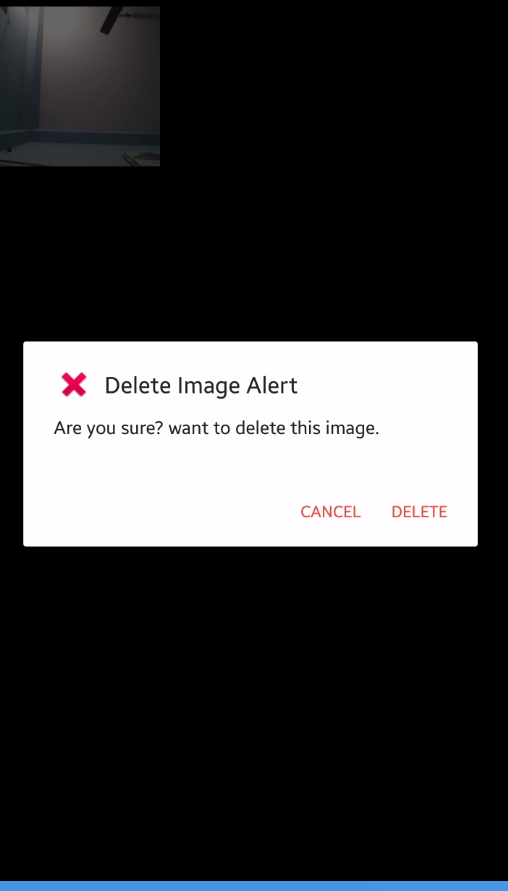 Delete Image Alert
Are you sure? want to delete this image.
CANCEL DELETE